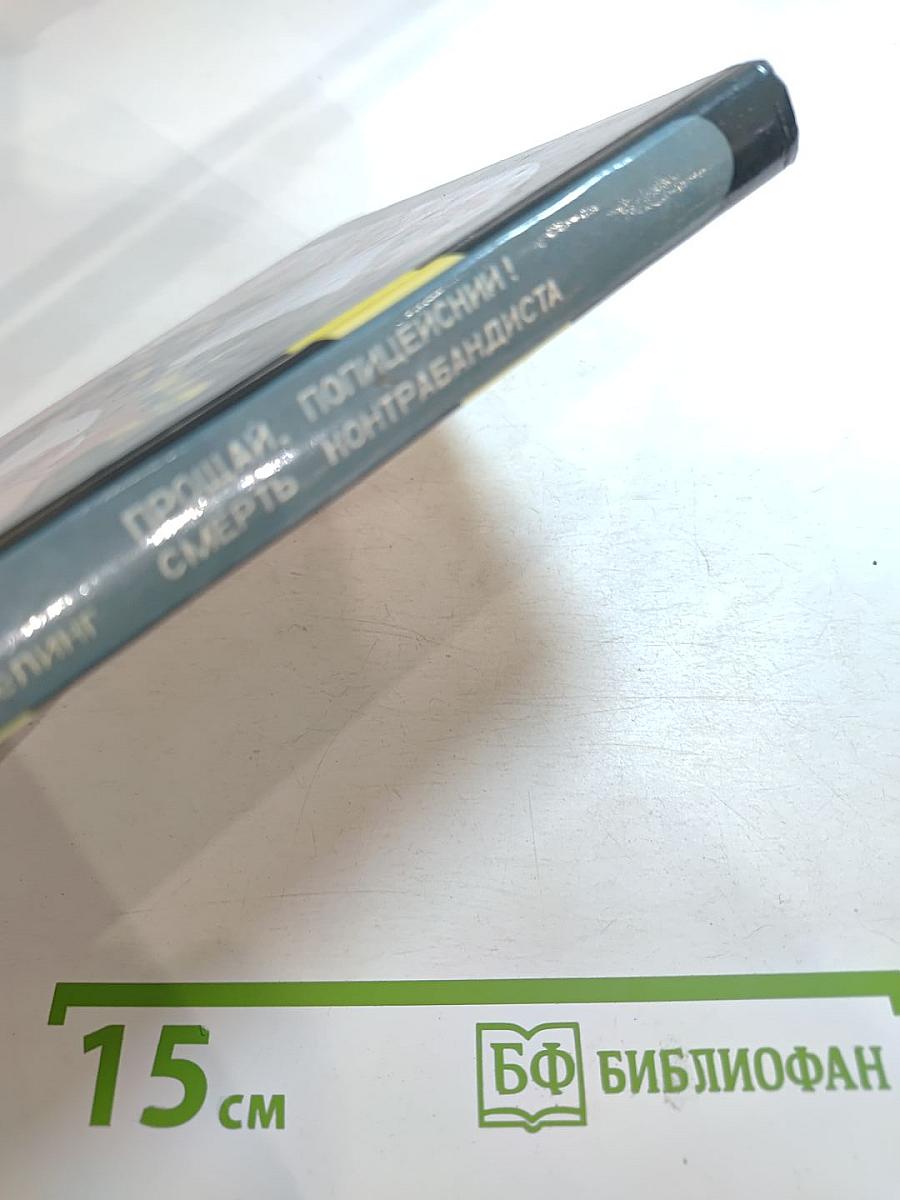 ПРОЩАЙ, ПОЛИЦЕЙСКИЙ!
СМЕРТЬ КОНТРАБАНДИСТА
15 см
БФ БИБЛИОФАН